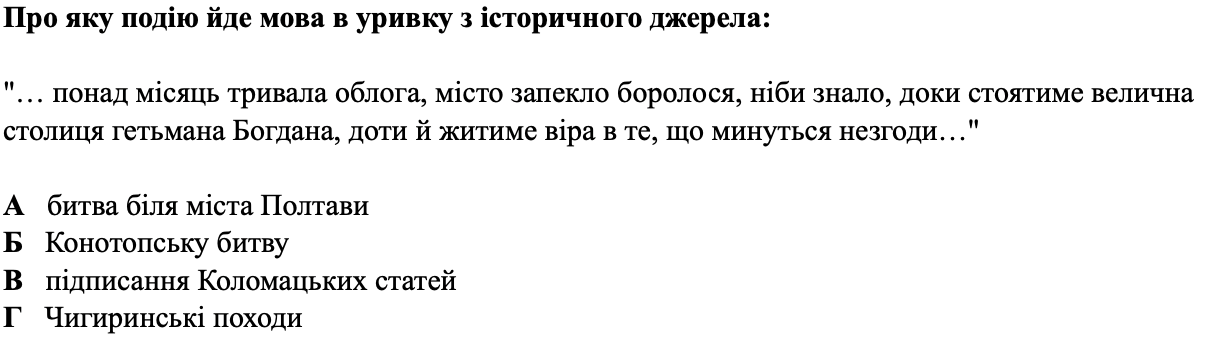 Про яку подію йде мова в уривку з історичного джерела:
"… понад місяць тривала облога, місто запекло боролося, ніби знало, доки стоятиме велична
столиця гетьмана Богдана, доти й житиме віра в те, що минуться незгоди…"
А битва біля міста Полтави
Б Конотопську битву
В підписання Коломацьких статей
Г Чигиринські походи